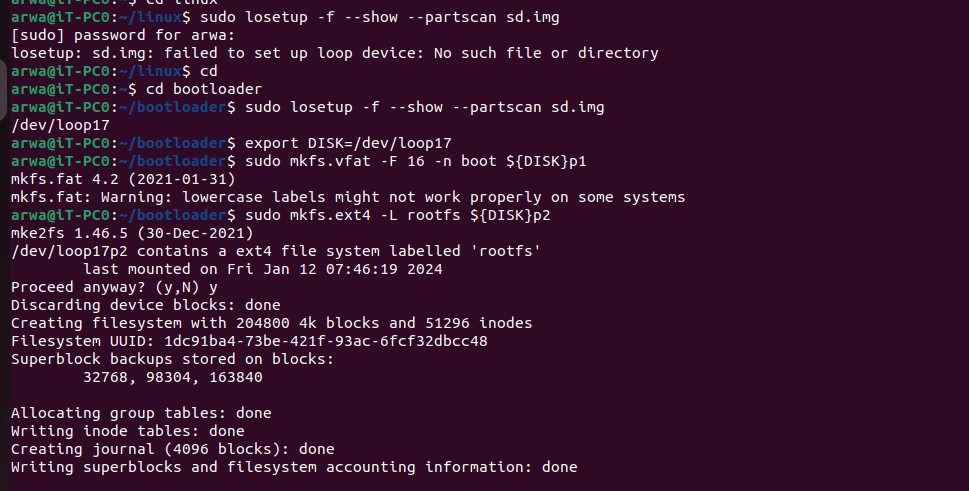 arwa@iT-PC0:~$ cd linux
arwa@iT-PC0:~/linux$ sudo losetup -f --show --partscan sd.img
[sudo] password for arwa:
losetup: sd.img: failed to set up loop device: No such file or directory
arwa@iT-PC0:~/linux$ cd
arwa@iT-PC0:~$ cd bootloader
arwa@iT-PC0:~/bootloader$ sudo losetup -f --show --partscan sd.img
/dev/loop17
arwa@iT-PC0:~/bootloader$ export DISK=/dev/loop17
arwa@iT-PC0:~/bootloader$ sudo mkfs.vfat -F 16 -n boot ${DISK}p1
mkfs.fat 4.2 (2021-01-31)
mkfs.fat: Warning: lowercase labels might not work properly on some systems
arwa@iT-PC0:~/bootloader$ sudo mkfs.ext4 -L rootfs ${DISK}p2
mke2fs 1.46.5 (30-Dec-2021)
/dev/loop17p2 contains a ext4 file system labelled 'rootfs'
        last mounted on Fri Jan 12 07:46:19 2024
Proceed anyway? (y,N) y
Discarding device blocks: done
Creating filesystem with 204800 4k blocks and 51296 inodes
Filesystem UUID: 1dc91ba4-73be-421f-93ac-6fcf32dbcc48
Superblock backups stored on blocks:
        32768, 98304, 163840
Allocating group tables: done
Writing inode tables: done
Creating journal (4096 blocks): done
Writing superblocks and filesystem accounting information: done